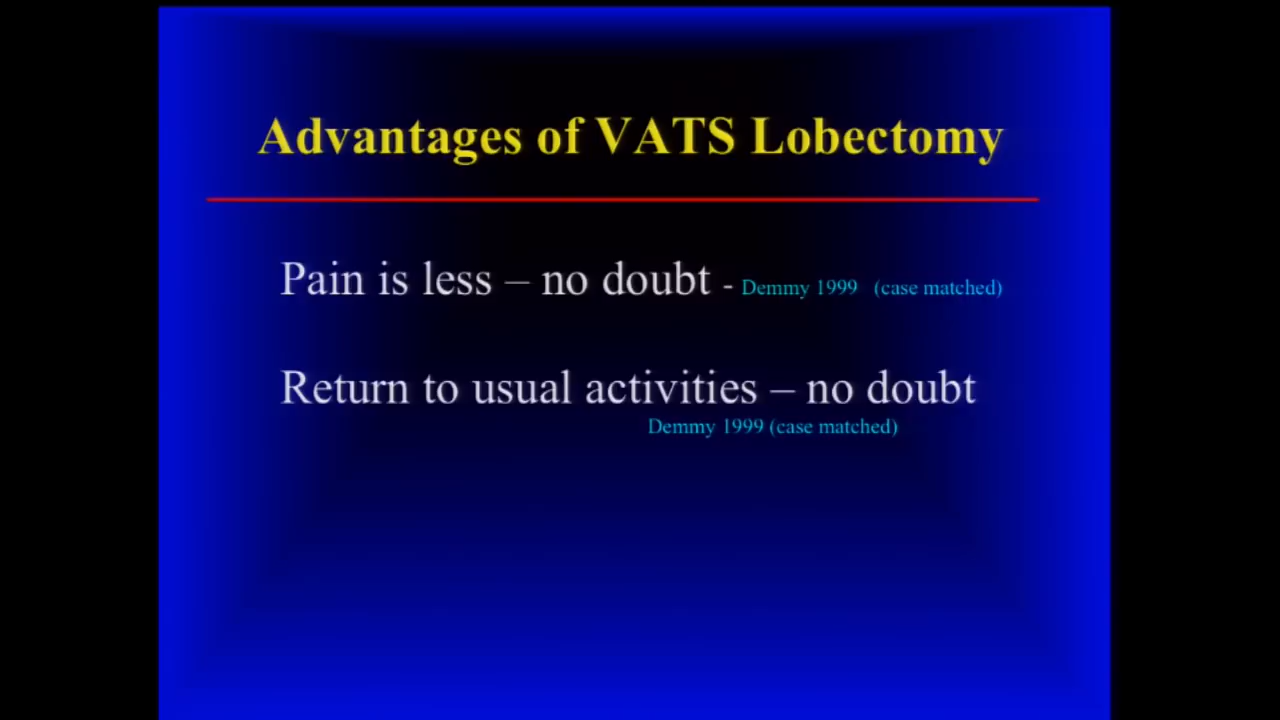 Advantages of VATS Lobectomy
Pain is less – no doubt - Demmy 1999 (case matched)
Return to usual activities – no doubt
Demmy 1999 (case matched)